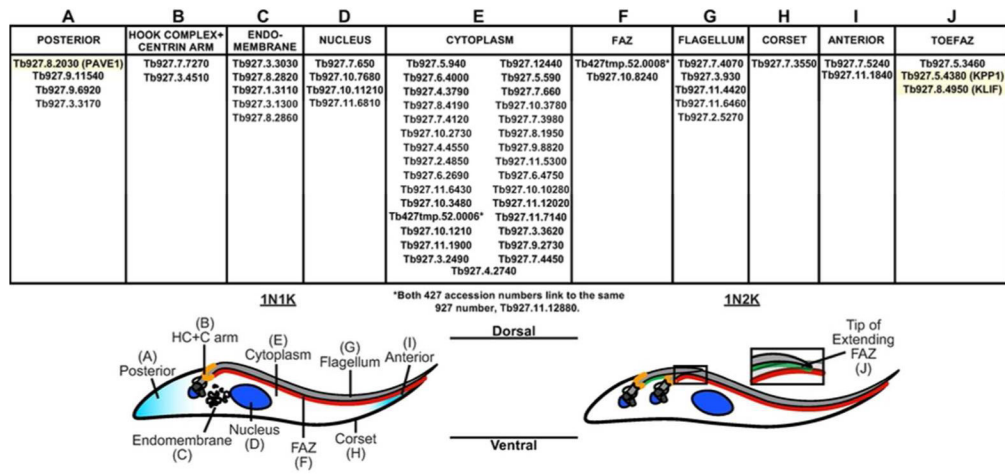 A B C D E F G H I J
POSTERIOR HOOK COMPLEX+ CENTRIN ARM ENDO-MEMBRANE NUCLEUS CYTOPLASM FAZ FLAGELLUM CORSET ANTERIOR TOEFAZ
Tb927.8.2030 (PAVE1) Tb927.7.7270 Tb927.3.3030 Tb927.7.650 Tb927.5.940 Tb927.12440 Tb427tmp.52.0008* Tb927.7.4070 Tb927.7.3550 Tb927.7.5240 Tb927.5.3460
Tb927.9.11540 Tb927.3.4510 Tb927.8.2820 Tb927.10.7680 Tb927.6.4000 Tb927.5.590 Tb927.10.8240 Tb927.3.930 Tb927.11.1840 Tb927.5.4380 (KPP1)
Tb927.9.6920 Tb927.1.3110 Tb927.10.11210 Tb927.4.3790 Tb927.7.660 Tb927.11.4420 Tb927.8.4950 (KLIF)
Tb927.3.3170 Tb927.3.1300 Tb927.11.6810 Tb927.8.4190 Tb927.10.3780 Tb927.11.6460
Tb927.8.2860 Tb927.7.4120 Tb927.7.3980 Tb927.2.5270
Tb927.10.2730 Tb927.8.1950
Tb927.4.4550 Tb927.9.8820
Tb927.2.4850 Tb927.11.5300
Tb927.6.2690 Tb927.6.4750
Tb927.11.6430 Tb927.10.10280
Tb927.10.3480 Tb927.11.12020
Tb427tmp.52.0006* Tb927.11.7140
Tb927.10.1210 Tb927.3.3620
Tb927.11.1900 Tb927.9.2730
Tb927.3.2490 Tb927.7.4450
Tb927.4.2740
1N1K
*Both 427 accession numbers link to the same
927 number, Tb927.11.12880.
1N2K
Dorsal
Ventral
(A)
Posterior
(B)
HC+C arm
(E)
Cytoplasm
(G)
Flagellum
(I)
Anterior
Endomembrane
(C)
Nucleus
(D)
FAZ
(F)
Corset
(H)
Tip of
Extending
FAZ
(J)